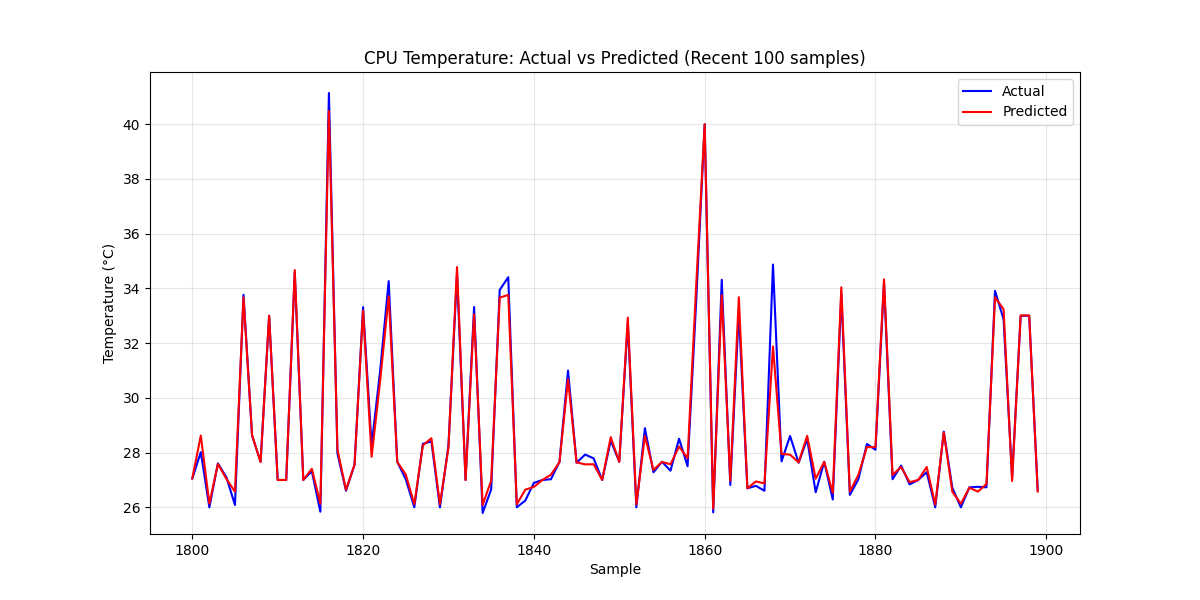 CPU Temperature: Actual vs Predicted (Recent 100 samples)
Actual
Predicted
Temperature (°C)
40
38
36
34
32
30
28
26
1800
1820
1840
1860
1880
1900
Sample